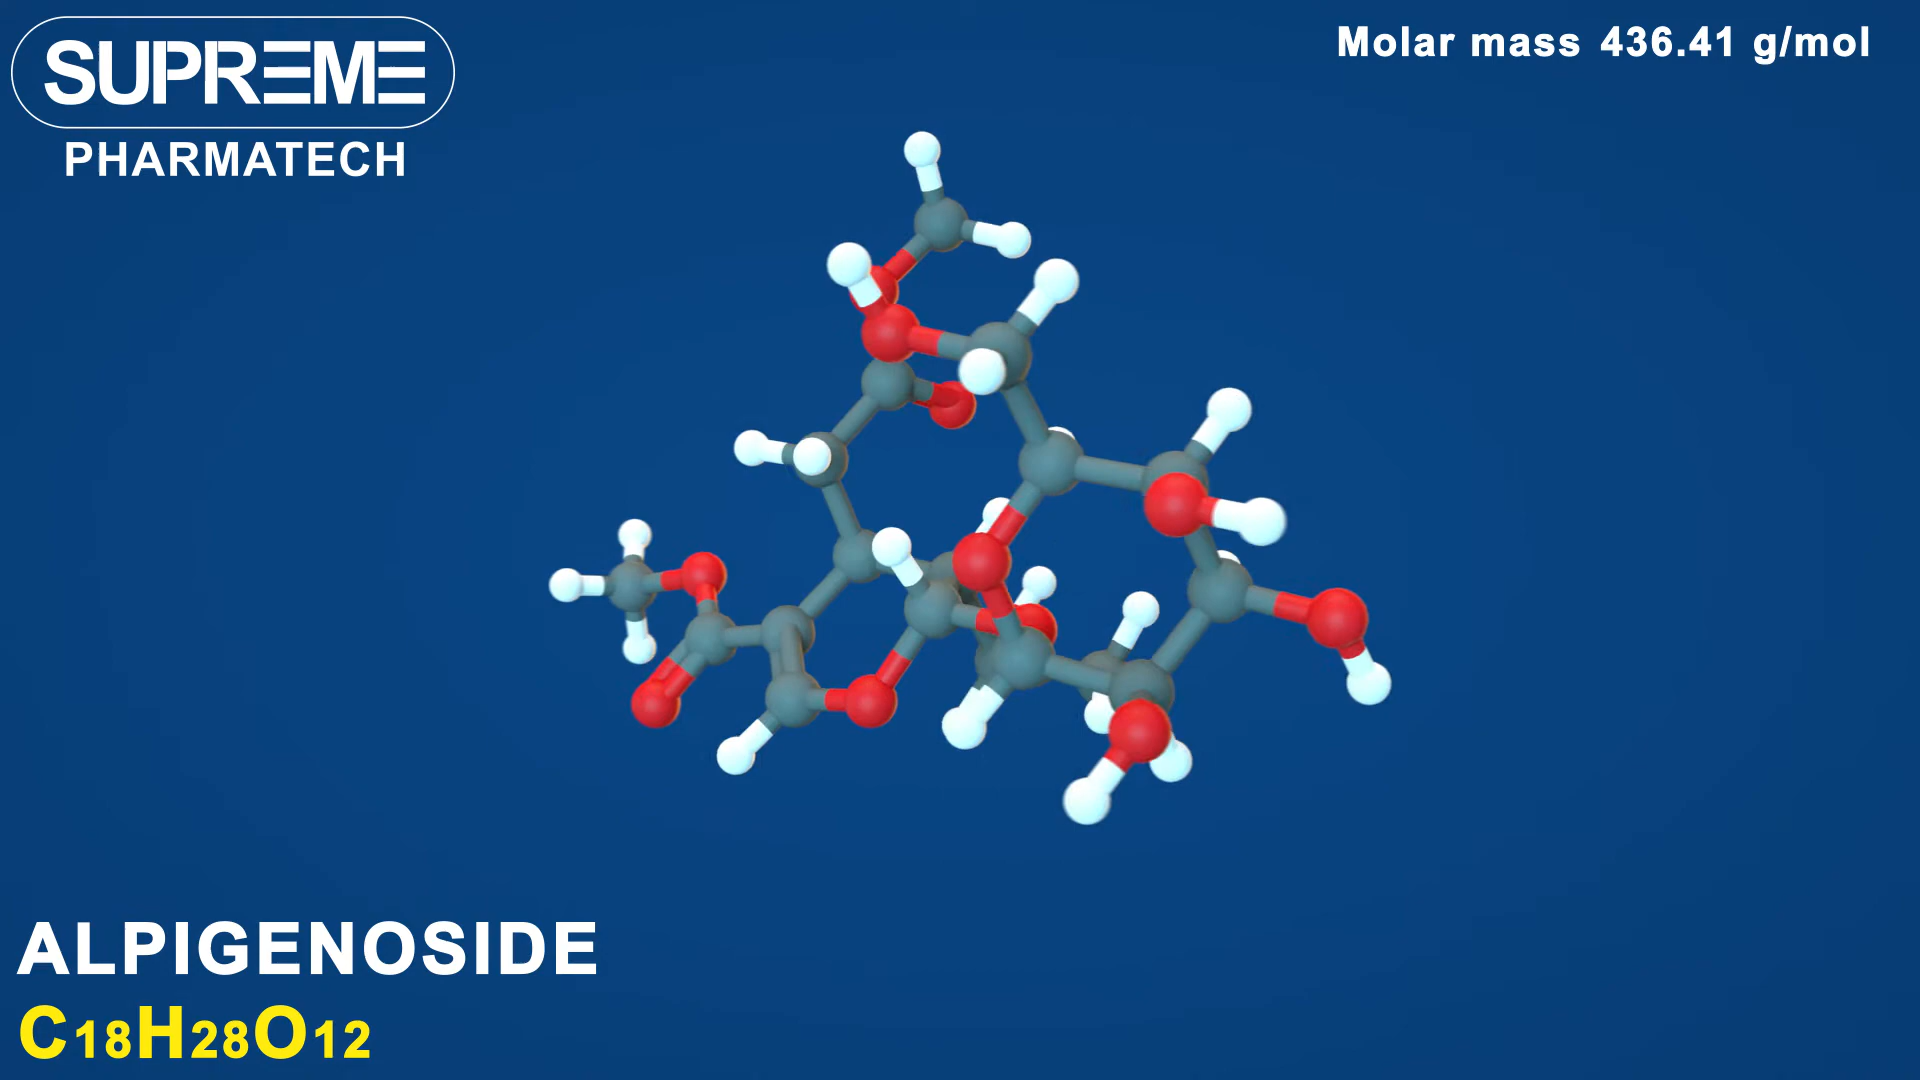 SUPREME
PHARMATECH
Molar mass 436.41 g/mol
ALPIGENOSIDE
C18H28O12